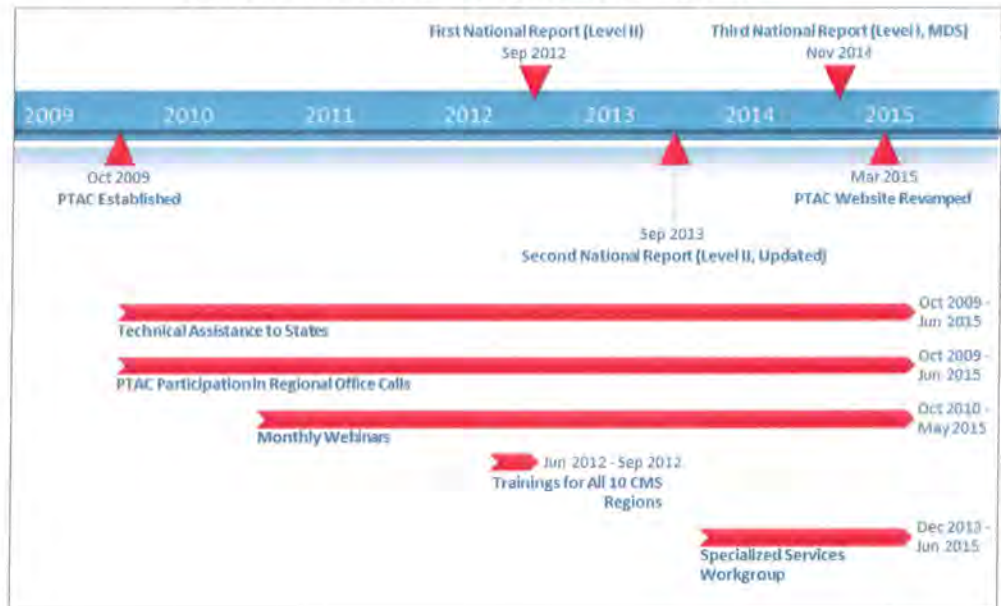 First National Report (Level II)
Sep 2012
Third National Report (Level I, MDS)
Nov 2014
2009 2010 2011 2012 2013 2014 2015
Oct 2009
PTAC Established
Mar 2015
PTAC Website Revamped
Sep 2013
Second National Report (Level II, Updated)
Oct 2009 -
Jun 2015
Technical Assistance to States
Oct 2009 -
Jun 2015
PTAC Participation in Regional Office Calls
Oct 2010 -
May 2015
Monthly Webinars
Jun 2012 - Sep 2012
Trainings for All 10 CMS
Regions
Dec 2013 -
Jun 2015
Specialized Services
Workgroup